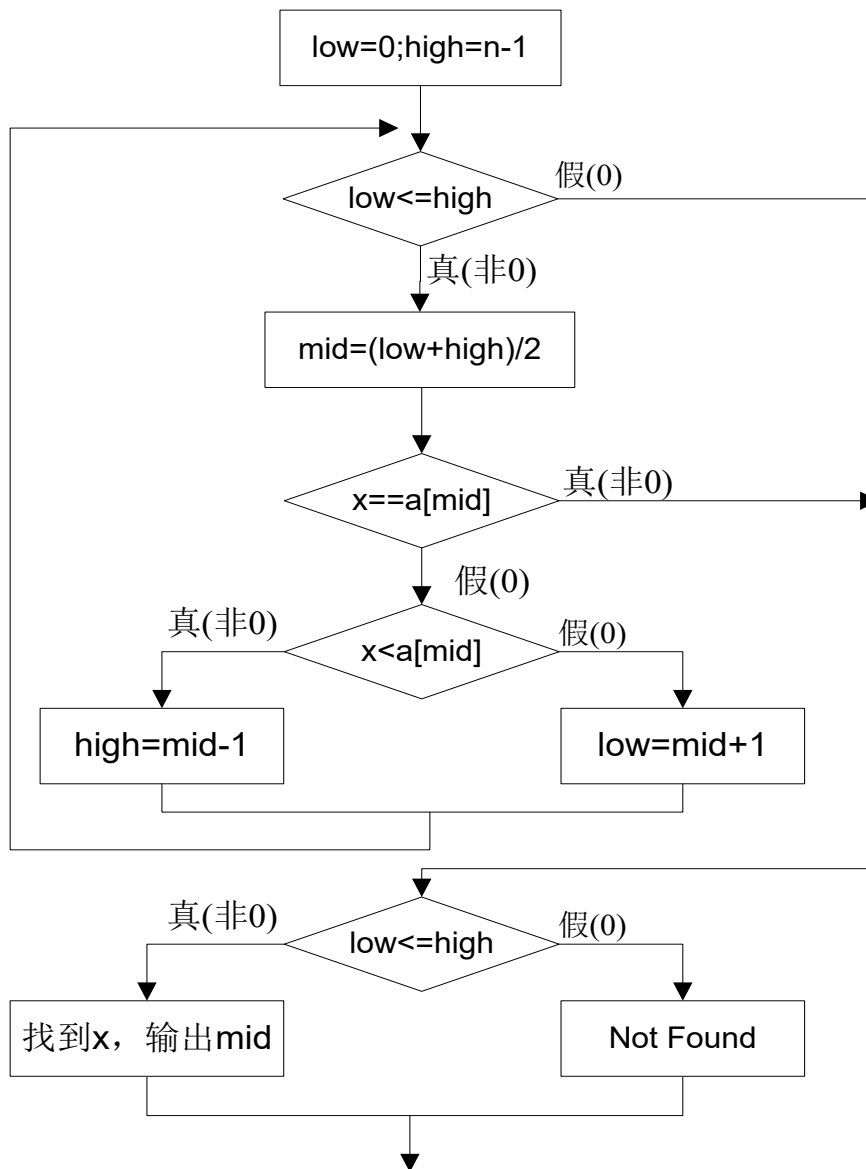 low=0;high=n-1
low<=high
假(0)
真(非0)
mid=(low+high)/2
x==a[mid]
真(非0)
假(0)
真(非0)
x<a[mid]
假(0)
high=mid-1
low=mid+1
真(非0)
low<=high
假(0)
找到x，输出mid
Not Found